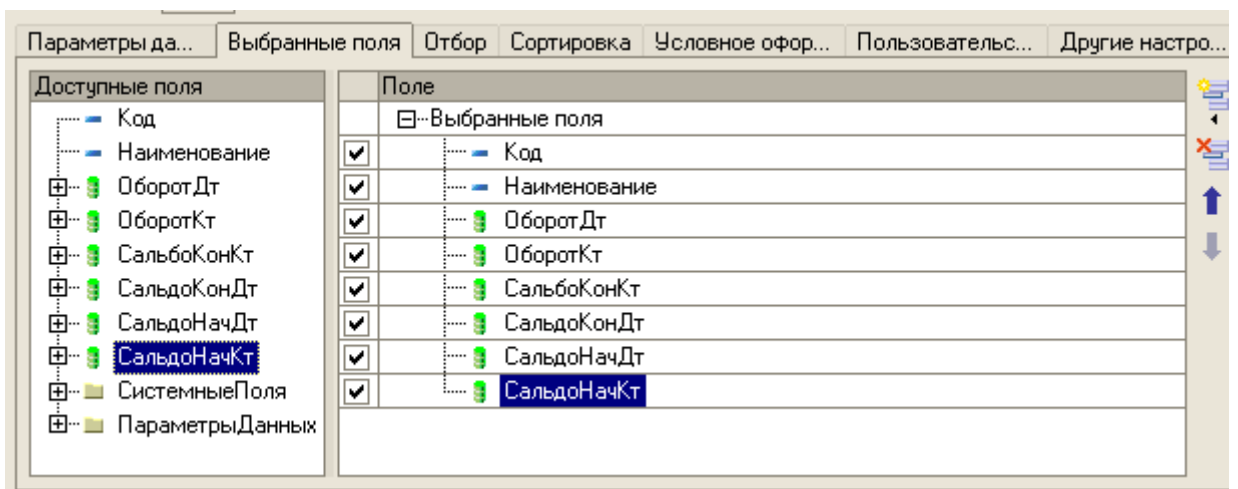 Параметры да... Выбранные поля Отбор Сортировка Условное офор... Пользовательс... Другие настро...
Доступные поля Поле
Код Выбранные поля
Наименование Код
ОборотДт Наименование
ОборотКт ОборотДт
СальбоКонКт ОборотКт
СальдоКонДт СальбоКонКт
СальдоНачДт СальдоКонДт
СальдоНачКт СальдоНачДт
СистемныеПоля СальдоНачКт
ПараметрыДанных